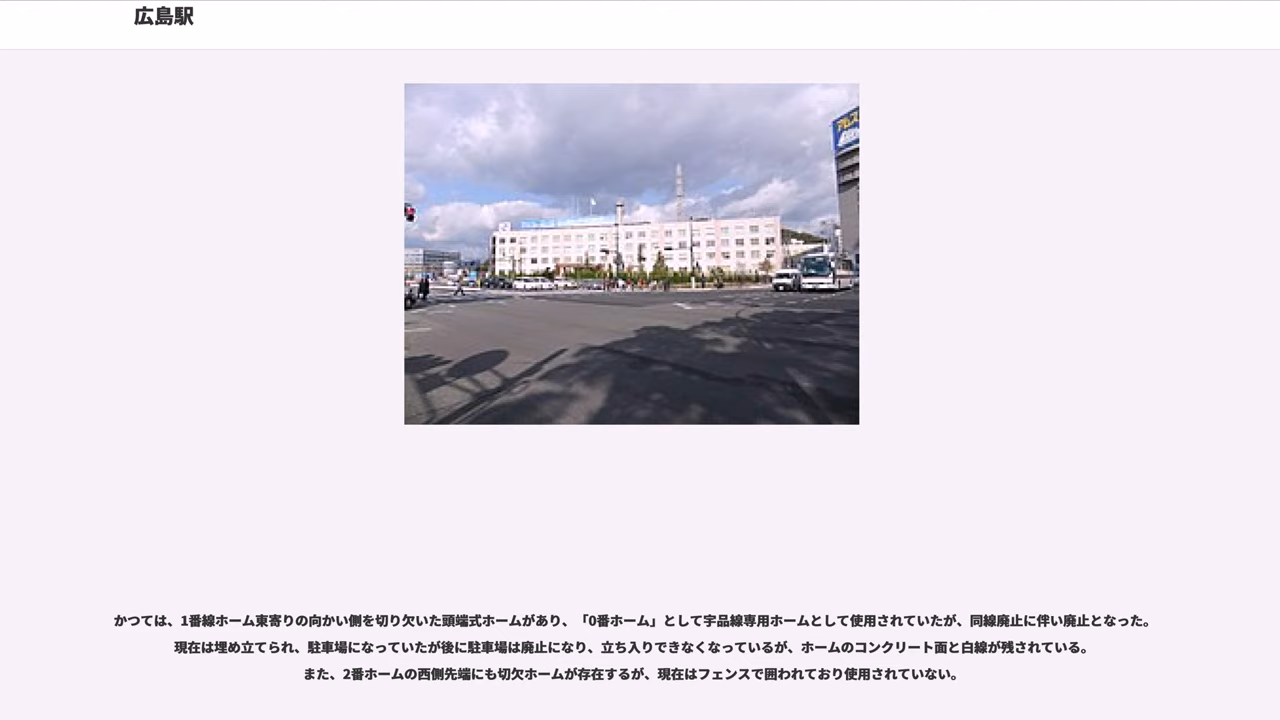 広島駅
かつては、1番線ホーム東寄りの向かい側を切り欠いた頭端式ホームがあり、「0番ホーム」として宇品線専用ホームとして使用されていたが、同線廃止に伴い廃止となった。
現在は埋め立てられ、駐車場になっていたが後に駐車場は廃止になり、立ち入りできなくなっているが、ホームのコンクリート面と白線が残されている。
また、2番ホームの西側先端にも切欠ホームが存在するが、現在はフェンスで囲われており使用されていない。